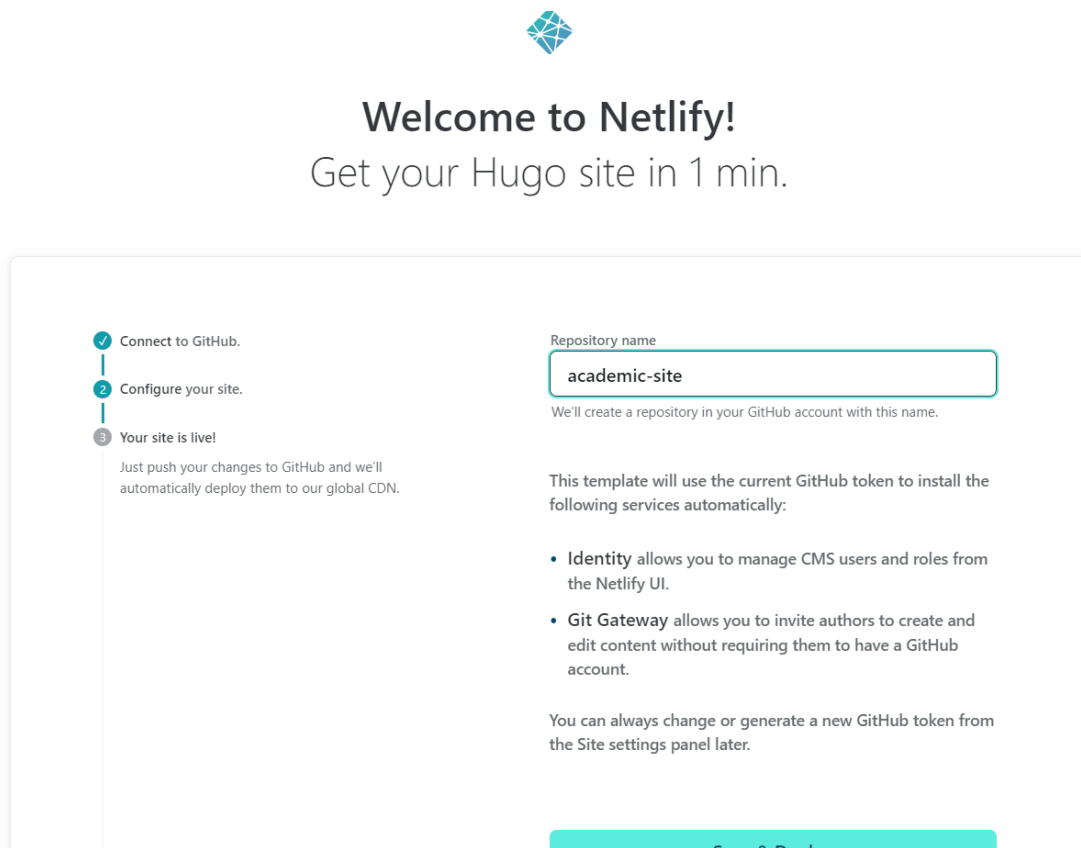 Welcome to Netlify!
Get your Hugo site in 1 min.
✓ Connect to GitHub.
2 Configure your site.
3 Your site is live!
Just push your changes to GitHub and we'll
automatically deploy them to our global CDN.
Repository name
academic-site
We'll create a repository in your GitHub account with this name.
This template will use the current GitHub token to install the
following services automatically:
• Identity allows you to manage CMS users and roles from
the Netlify UI.
• Git Gateway allows you to invite authors to create and
edit content without requiring them to have a GitHub
account.
You can always change or generate a new GitHub token from
the Site settings panel later.